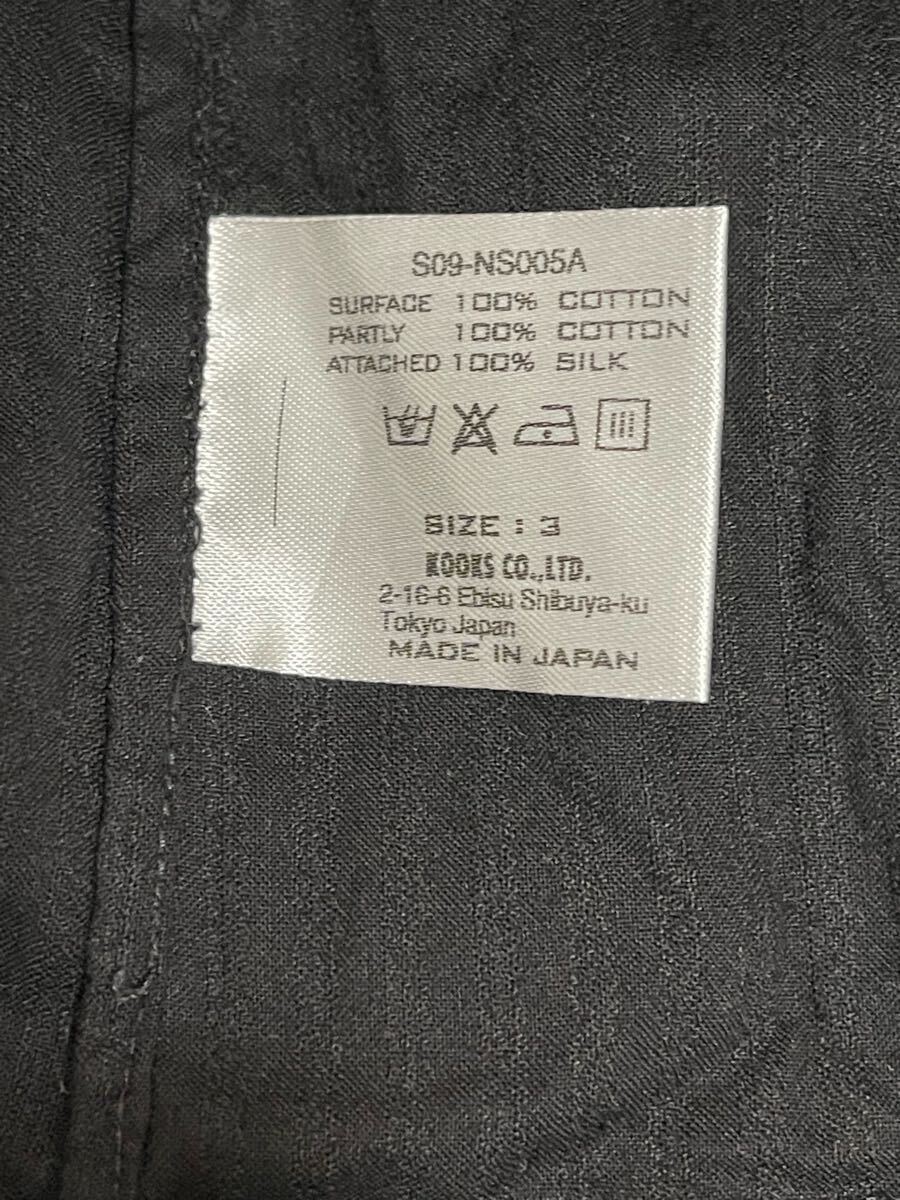 S09-NS005A
SURFACE 100% COTTON
PARTLY 100% COTTON
ATTACHED 100% SILK
SIZE : 3
KOOKS CO.,LTD.
2-16-6 Ebisu Shibuya-ku
Tokyo Japan
MADE IN JAPAN